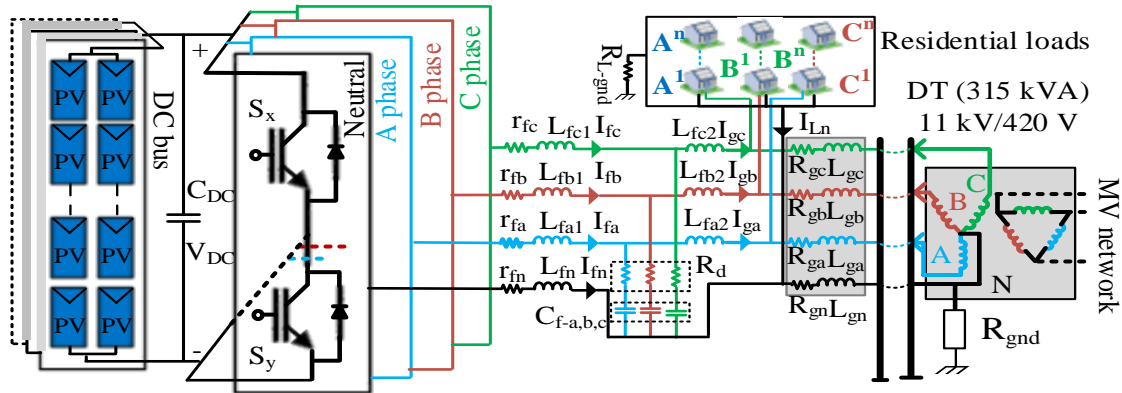 PV PV
PV PV
PV PV
PV PV
DC bus
+
C_DC
V_DC
-
S_x
S_y
Neutral
A phase
B phase
C phase
r_fc L_fc1 I_fc
r_fb L_fb1 I_fb
r_fa L_fa1 I_fa
r_fn L_fn I_fn
L_fc2 I_gc
L_fb2 I_gb
L_fa2 I_ga
R_d
C_f-a,b,c
R_L-gnd
A^n B^n C^n
A^1 B^1 C^1
Residential loads
I_Ln
R_gc L_gc
R_gb L_gb
R_ga L_ga
R_gn L_gn
DT (315 kVA)
11 kV/420 V
C
B
A
N
MV network
R_gnd